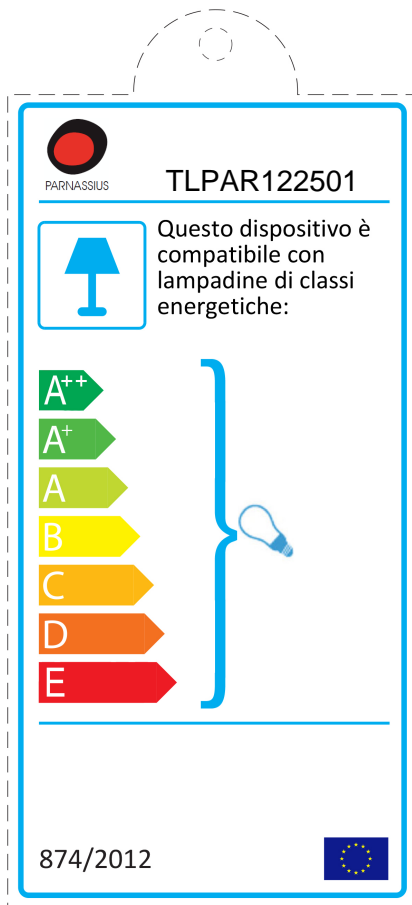 PARNASSIUS
TLPAR122501
Questo dispositivo è
compatibile con
lampadine di classi
energetiche:
A++
A+
A
B
C
D
E
874/2012